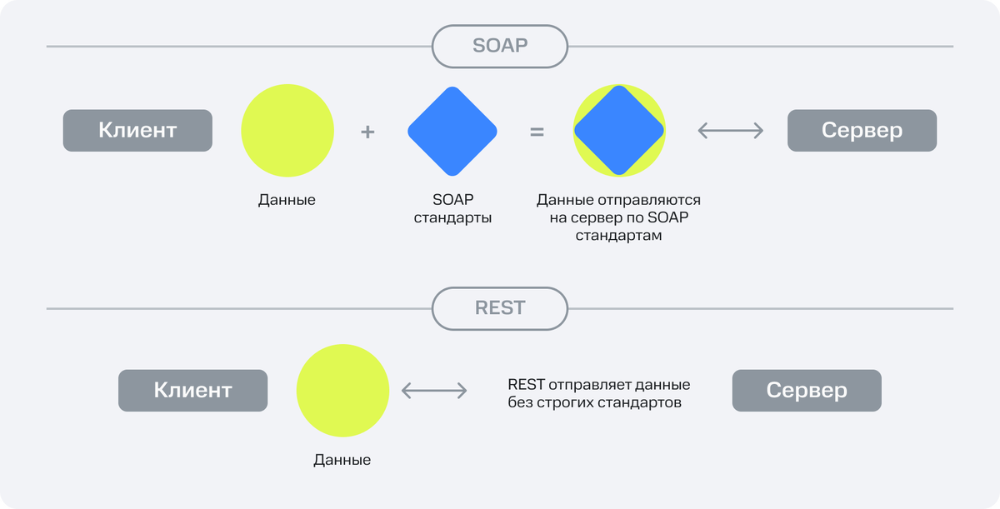 SOAP
Клиент
+
=
Сервер
Данные
SOAP
стандарты
Данные отправляются
на сервер по SOAP
стандартам
REST
Клиент
REST отправляет данные
без строгих стандартов
Сервер
Данные